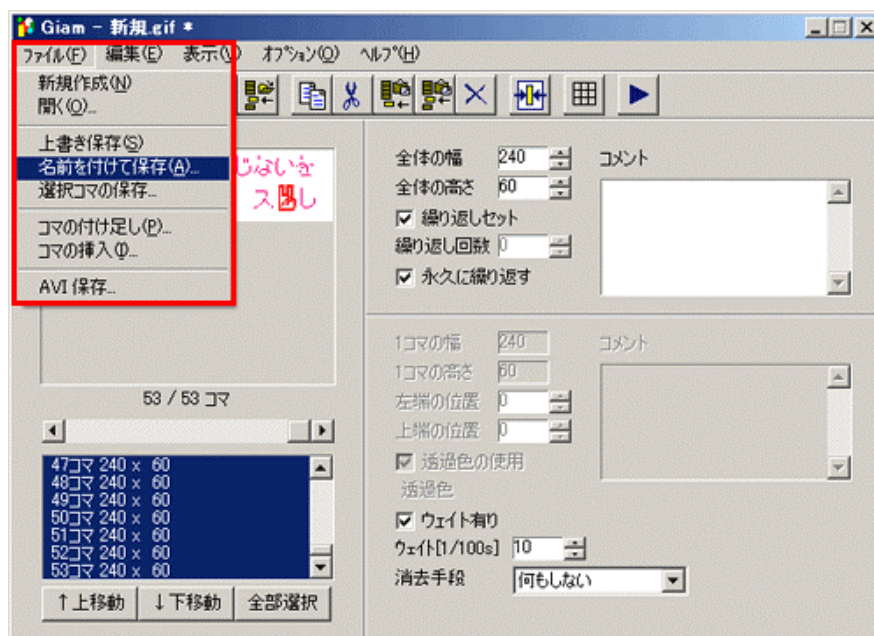 Giam - 新規.gif *
ファイル(F) 編集(E) 表示(V) オプション(O) ヘルプ(H)
新規作成(N)
開く(O)...
上書き保存(S)
名前を付けて保存(A)...
選択コマの保存...
コマの付け足し(P)...
コマの挿入(I)...
AVI 保存...
じないを
し
53 / 53 コマ
47コマ 240 x 60
48コマ 240 x 60
49コマ 240 x 60
50コマ 240 x 60
51コマ 240 x 60
52コマ 240 x 60
53コマ 240 x 60
↑上移動 ↓下移動 全部選択
全体の幅 240 コメント
全体の高さ 60
繰り返しセット
繰り返し回数 0
永久に繰り返す
1コマの幅 240 コメント
1コマの高さ 60
左端の位置 0
上端の位置 0
透過色の使用
透過色
ウェイト有り
ウェイト[1/100s] 10
消去手段 何もしない